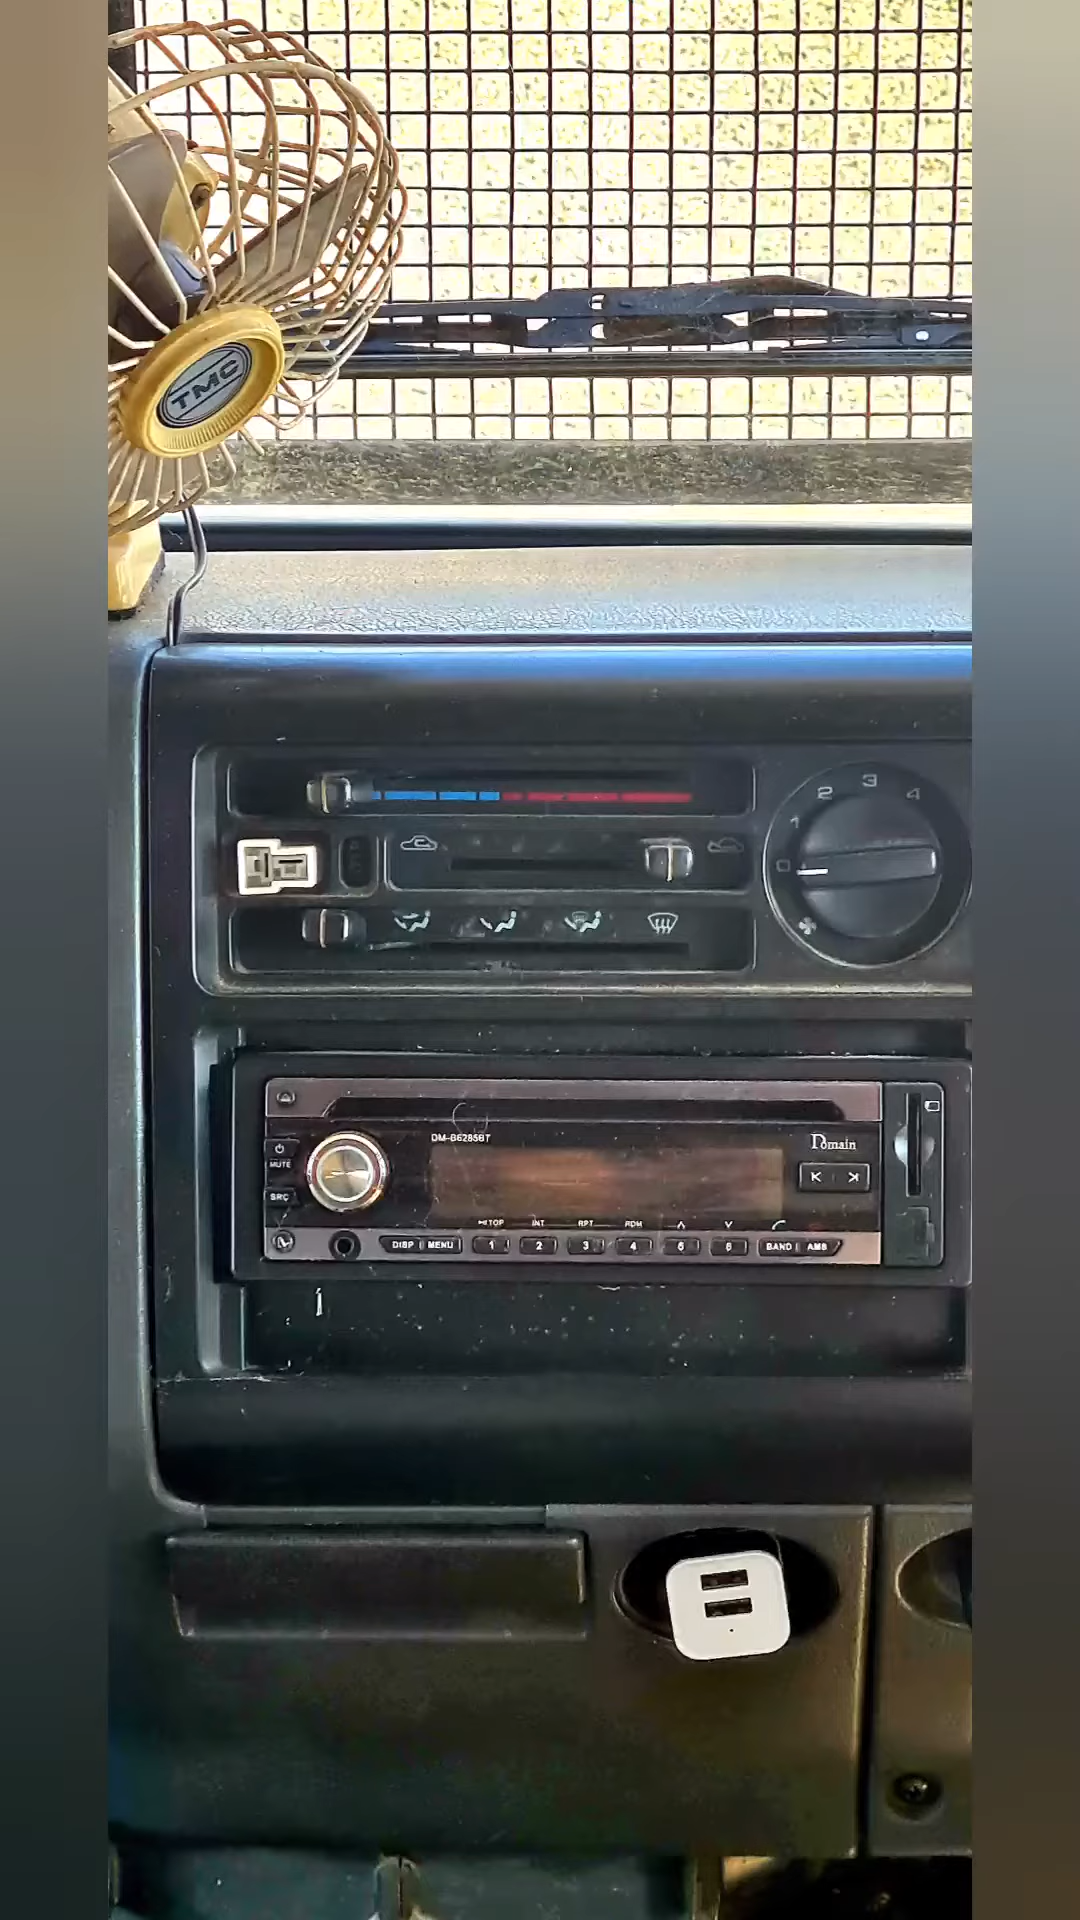 TMC
0 1 2 3 4
DM-B6285BT
Domain
MUTE
SRC
TOP INT RPT RDM
DISP MENU 1 2 3 4 5 6 BAND AMS